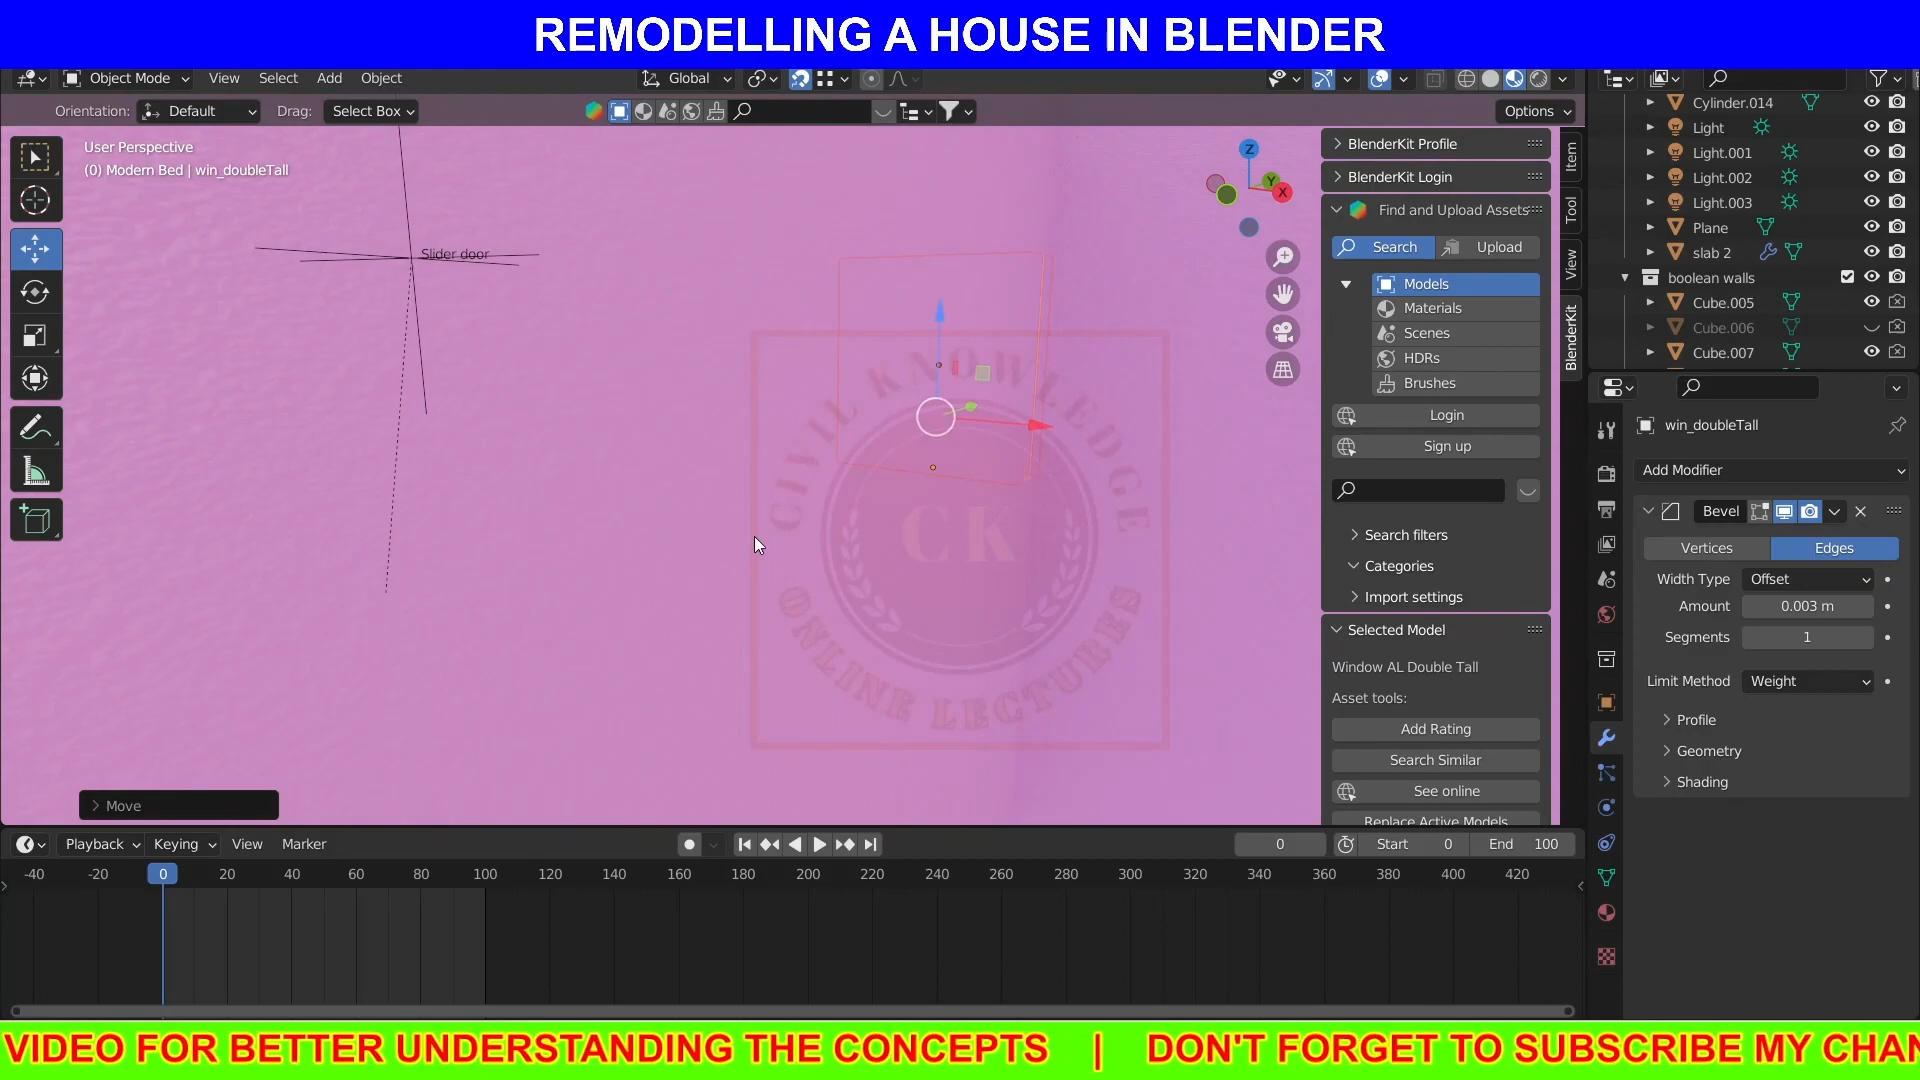 REMODELLING A HOUSE IN BLENDER
Object Mode View Select Add Object Global
Orientation: Default Drag: Select Box Options
User Perspective
(0) Modern Bed | win_doubleTall
Slider door
Z
Y
X
CIVIL KNOWLEDGE
CK
ONLINE LECTURES
Move
BlenderKit Profile
BlenderKit Login
Find and Upload Assets
Search Upload
Models
Materials
Scenes
HDRs
Brushes
Login
Sign up
Search filters
Categories
Import settings
Selected Model
Window AL Double Tall
Asset tools:
Add Rating
Search Similar
See online
Replace Active Models
Item
Tool
View
BlenderKit
Cylinder.014
Light
Light.001
Light.002
Light.003
Plane
slab 2
boolean walls
Cube.005
Cube.006
Cube.007
win_doubleTall
Add Modifier
Bevel
Vertices Edges
Width Type Offset
Amount 0.003 m
Segments 1
Limit Method Weight
Profile
Geometry
Shading
Playback Keying View Marker 0 Start 0 End 100
-40 -20 0 20 40 60 80 100 120 140 160 180 200 220 240 260 280 300 320 340 360 380 400 420
VIDEO FOR BETTER UNDERSTANDING THE CONCEPTS | DON'T FORGET TO SUBSCRIBE MY CHAN